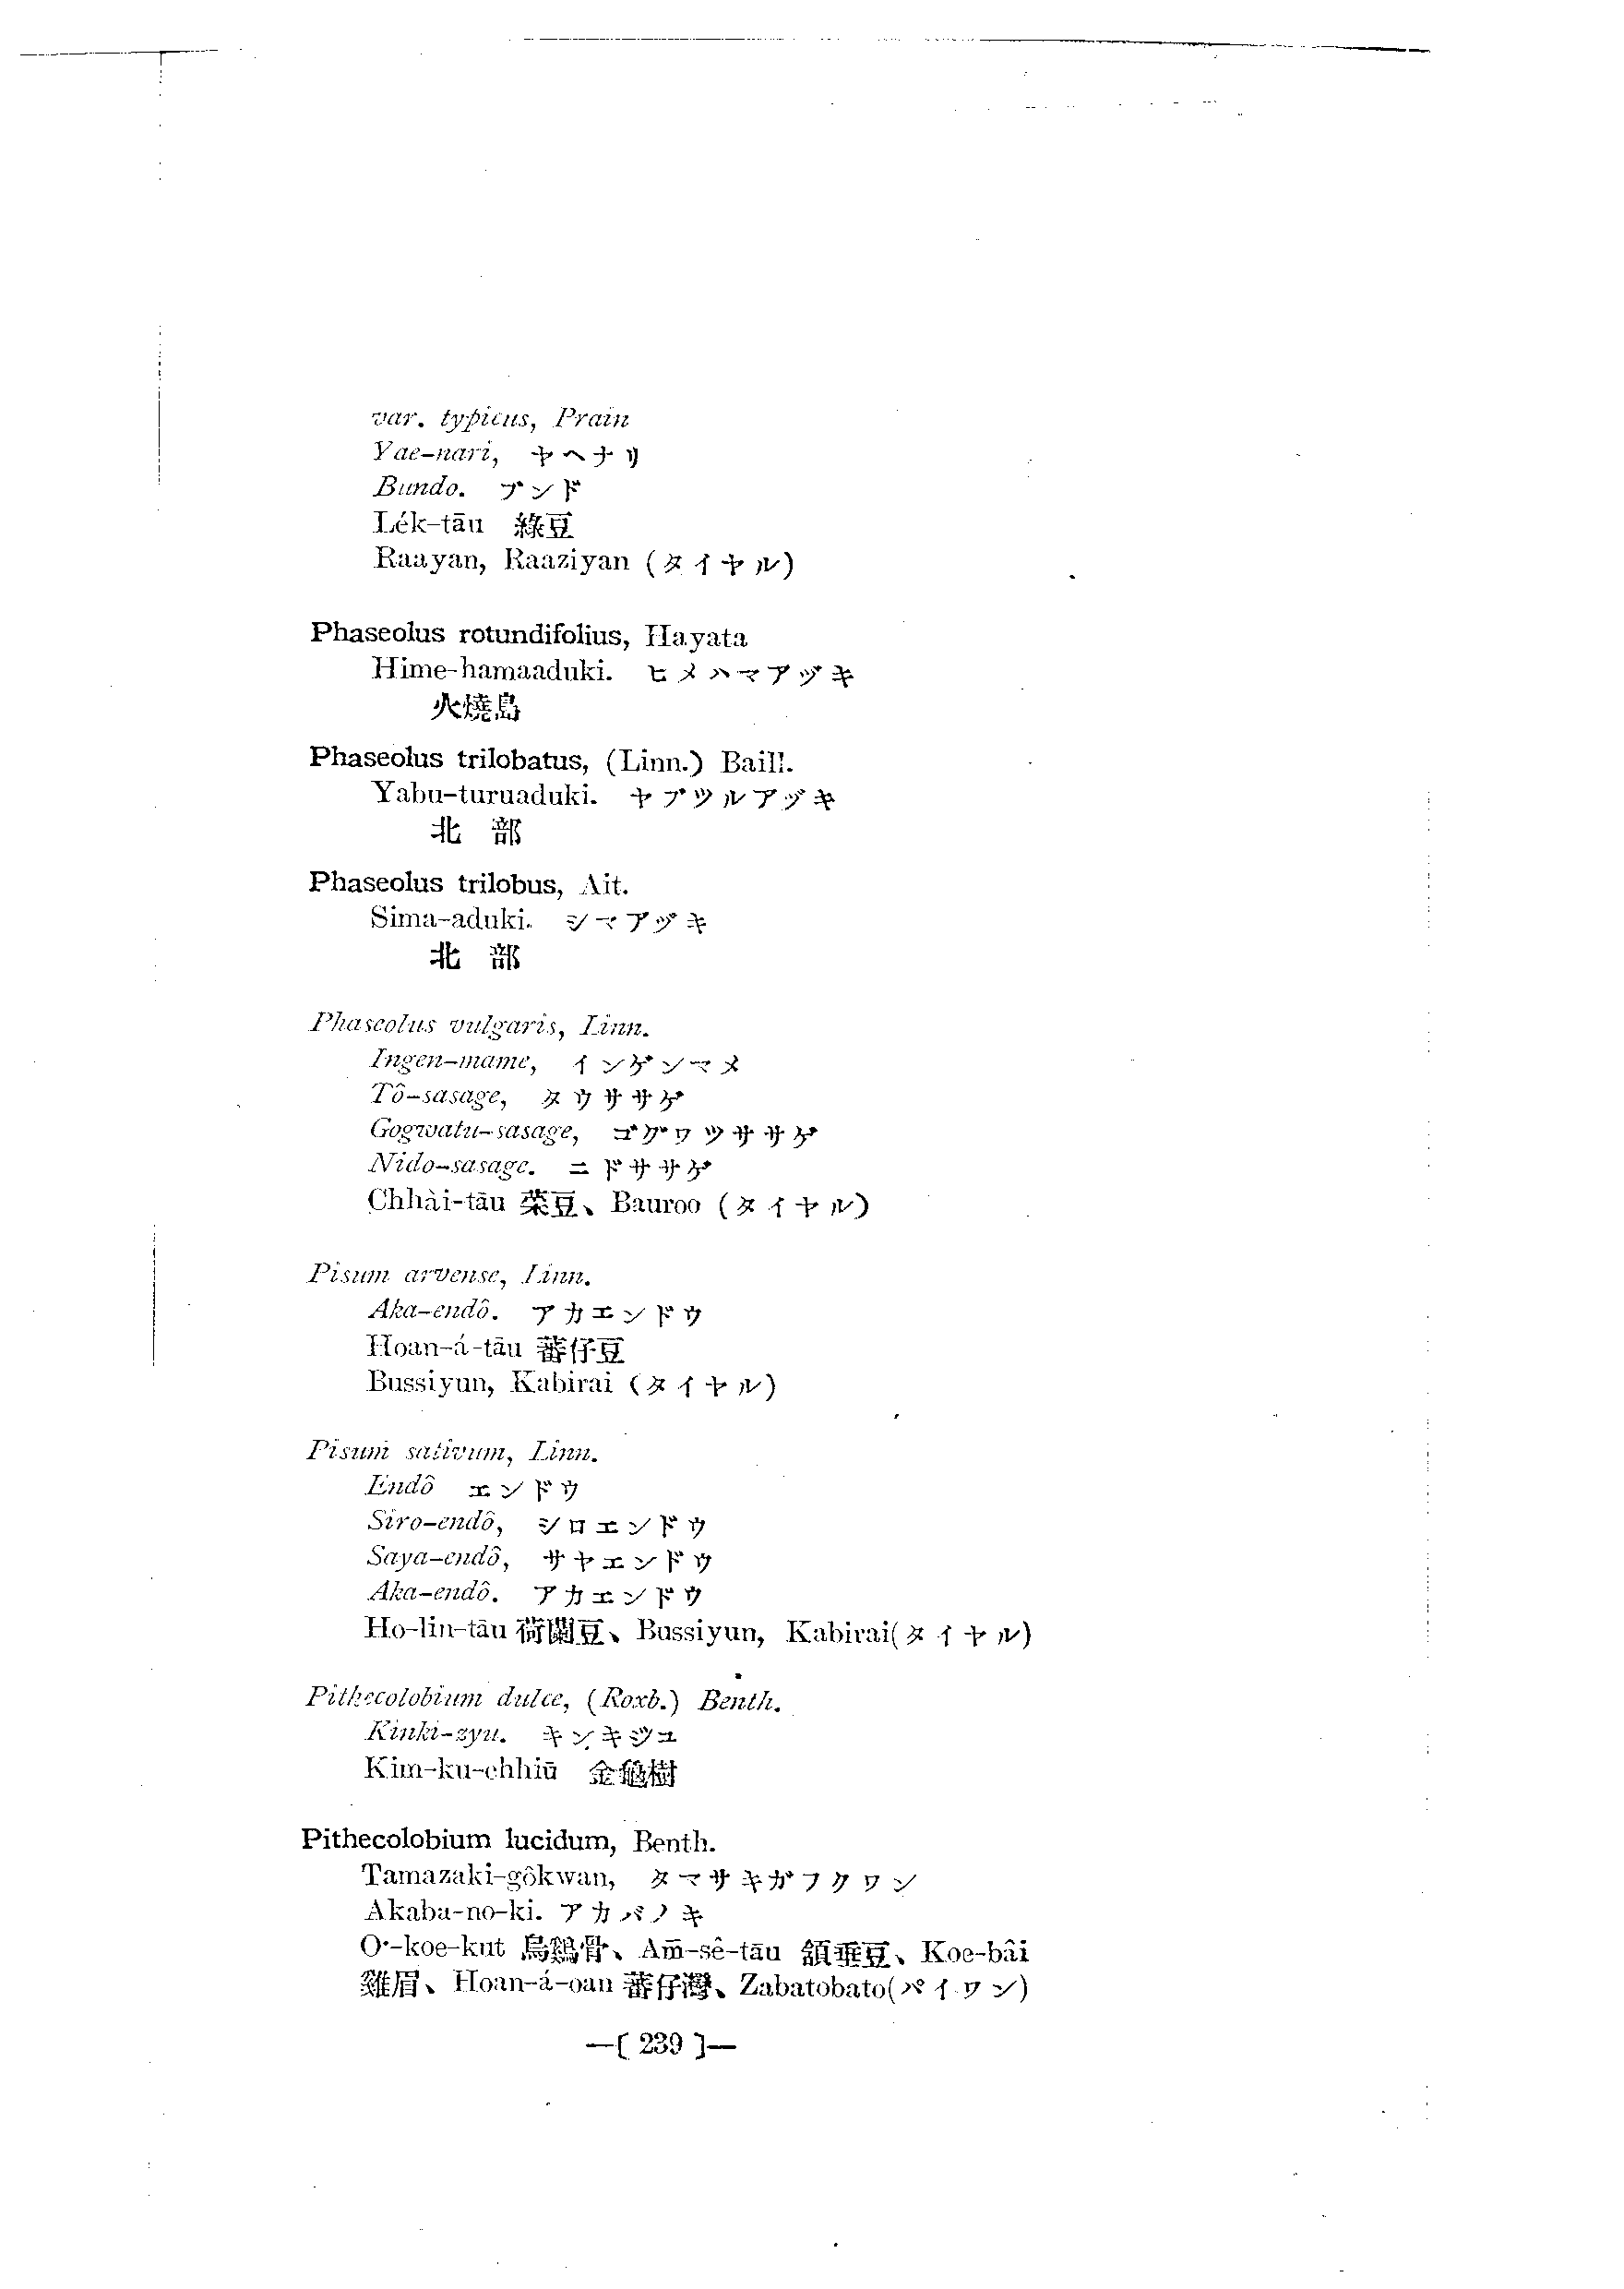 var. typicus, Prain
Yae-nari, ヤヘナリ
Bundo. ブンド
Lėk-tāu 綠豆
Raayan, Raaziyan (タイヤル)
Phaseolus rotundifolius, Hayata
Hime-hamaaduki. ヒメハマアヅキ
火燒島
Phaseolus trilobatus, (Linn.) Baill.
Yabu-turuaduki. ヤブツルアヅキ
北 部
Phaseolus trilobus, Ait.
Sima-aduki. シマアヅキ
北 部
Phaseolus vulgaris, Linn.
Ingen-mame, インゲンマメ
Tô-sasage, タウササゲ
Gogwatu-sasage, ゴグワツササゲ
Nido-sasage. ニドササゲ
Chhài-tāu 菜豆、Bauroo (タイヤル)
Pisum arvense, Linn.
Aka-endô. アカエンドウ
Hoan-á-tāu 蕃仔豆
Bussiyun, Kabirai (タイヤル)
Pisum sativum, Linn.
Endô エンドウ
Siro-endô, シロエンドウ
Saya-endô, サヤエンドウ
Aka-endô. アカエンドウ
Ho-lin-tāu 荷蘭豆、Bussiyun, Kabirai(タイヤル)
Pithecolobium dulce, (Roxb.) Benth.
Kinki-zyu. キンキジユ
Kim-ku-chhiū 金龜樹
Pithecolobium lucidum, Benth.
Tamazaki-gôkwan, タマザキガフクワン
Akaba-no-ki. アカバノキ
O·-koe-kut 烏鷄骨、Ām-sê-tāu 頷垂豆、Koe-bâi
雞眉、Hoan-á-oan 蕃仔灣、Zabatobato(パイワン)
—( 239 )—